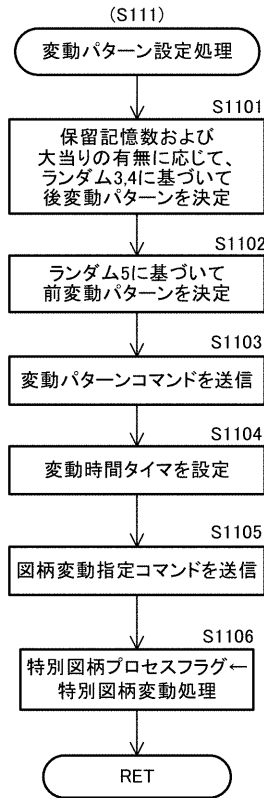 (S111)
変動パターン設定処理
S1101
保留記憶数および
大当りの有無に応じて、
ランダム3,4に基づいて
後変動パターンを決定
S1102
ランダム5に基づいて
前変動パターンを決定
S1103
変動パターンコマンドを送信
S1104
変動時間タイマを設定
S1105
図柄変動指定コマンドを送信
S1106
特別図柄プロセスフラグ←
特別図柄変動処理
RET